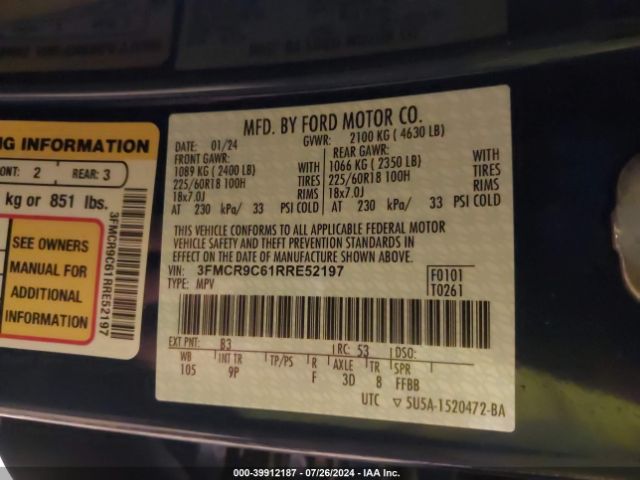 NG INFORMATION
ONT: 2 REAR: 3
kg or 851 lbs.
SEE OWNERS
MANUAL FOR
ADDITIONAL
INFORMATION
3FMCR9C61RRE52197
MFD. BY FORD MOTOR CO.
DATE: 01/24 GVWR: 2100 KG ( 4630 LB)
FRONT GAWR: REAR GAWR:
1089 KG ( 2400 LB) WITH 1066 KG ( 2350 LB) WITH
225/60R18 100H TIRES 225/60R18 100H TIRES
18x7.0J RIMS 18x7.0J RIMS
AT 230 kPa/ 33 PSI COLD AT 230 kPa/ 33 PSI COLD
THIS VEHICLE CONFORMS TO ALL APPLICABLE FEDERAL MOTOR
VEHICLE SAFETY AND THEFT PREVENTION STANDARDS IN
EFFECT ON THE DATE OF MANUFACTURE SHOWN ABOVE.
VIN: 3FMCR9C61RRE52197 F0101
TYPE: MPV T0261
EXT PNT: B3 RC: 53 DSO:
WB INT TR TP/PS R AXLE TR SPR
105 9P F 3D 8 FFBB
UTC 5U5A-1520472-BA
000-39912187 - 07/26/2024 - IAA Inc.